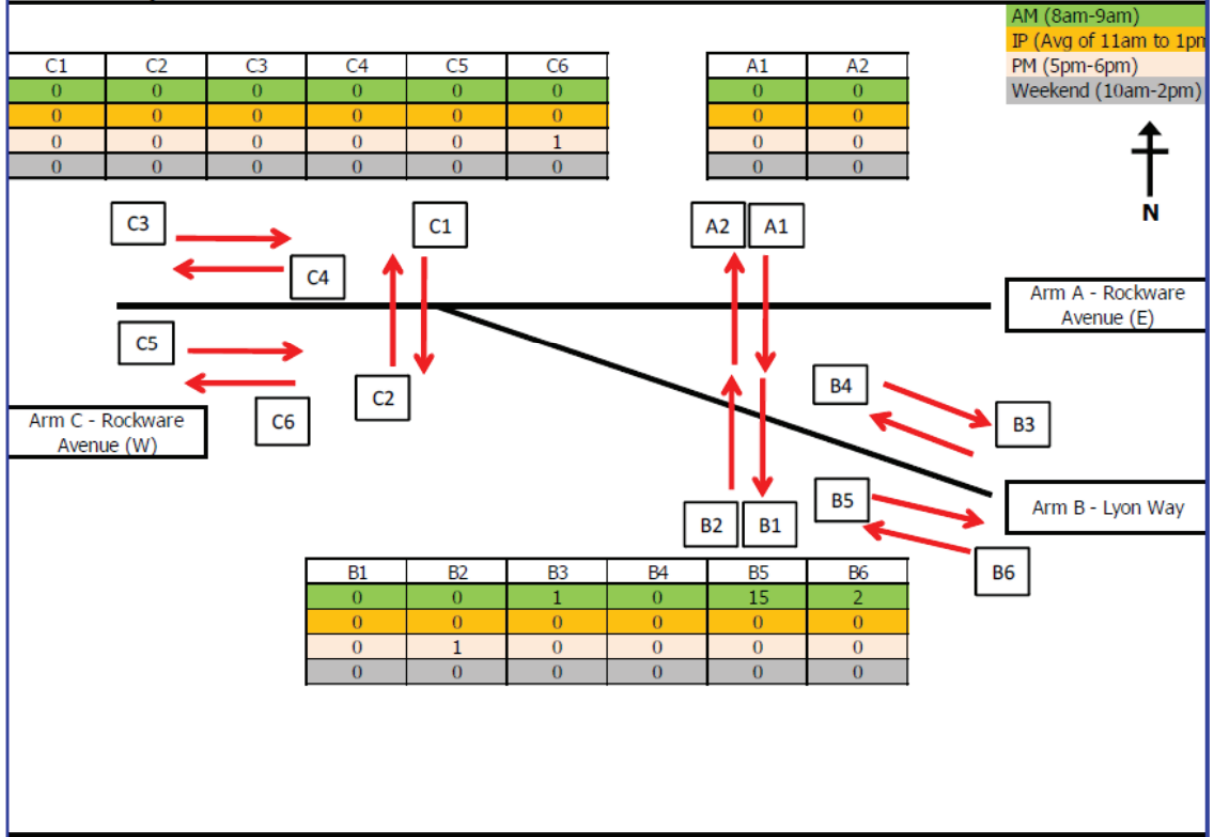 AM (8am-9am)
IP (Avg of 11am to 1pm
PM (5pm-6pm)
Weekend (10am-2pm)
C1 C2 C3 C4 C5 C6
0 0 0 0 0 0
0 0 0 0 0 0
0 0 0 0 0 1
0 0 0 0 0 0
A1 A2
0 0
0 0
0 0
0 0
N
C3
C1
A2 A1
C4
Arm A - Rockware
Avenue (E)
C5
B4
C2
C6
Arm C - Rockware
Avenue (W)
B3
B5
Arm B - Lyon Way
B2 B1
B6
B1 B2 B3 B4 B5 B6
0 0 1 0 15 2
0 0 0 0 0 0
0 1 0 0 0 0
0 0 0 0 0 0